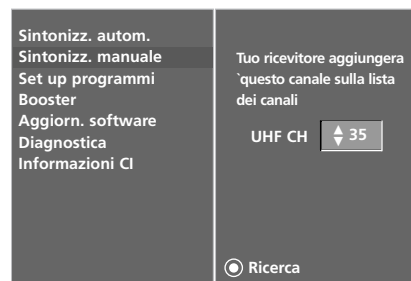 Sintonizz. autom.
Sintonizz. manuale
Set up programmi
Booster
Aggiorn. software
Diagnostica
Informazioni CI
Tuo ricevitore aggiungera
`questo canale sulla lista
dei canali
UHF CH 35
Ricerca